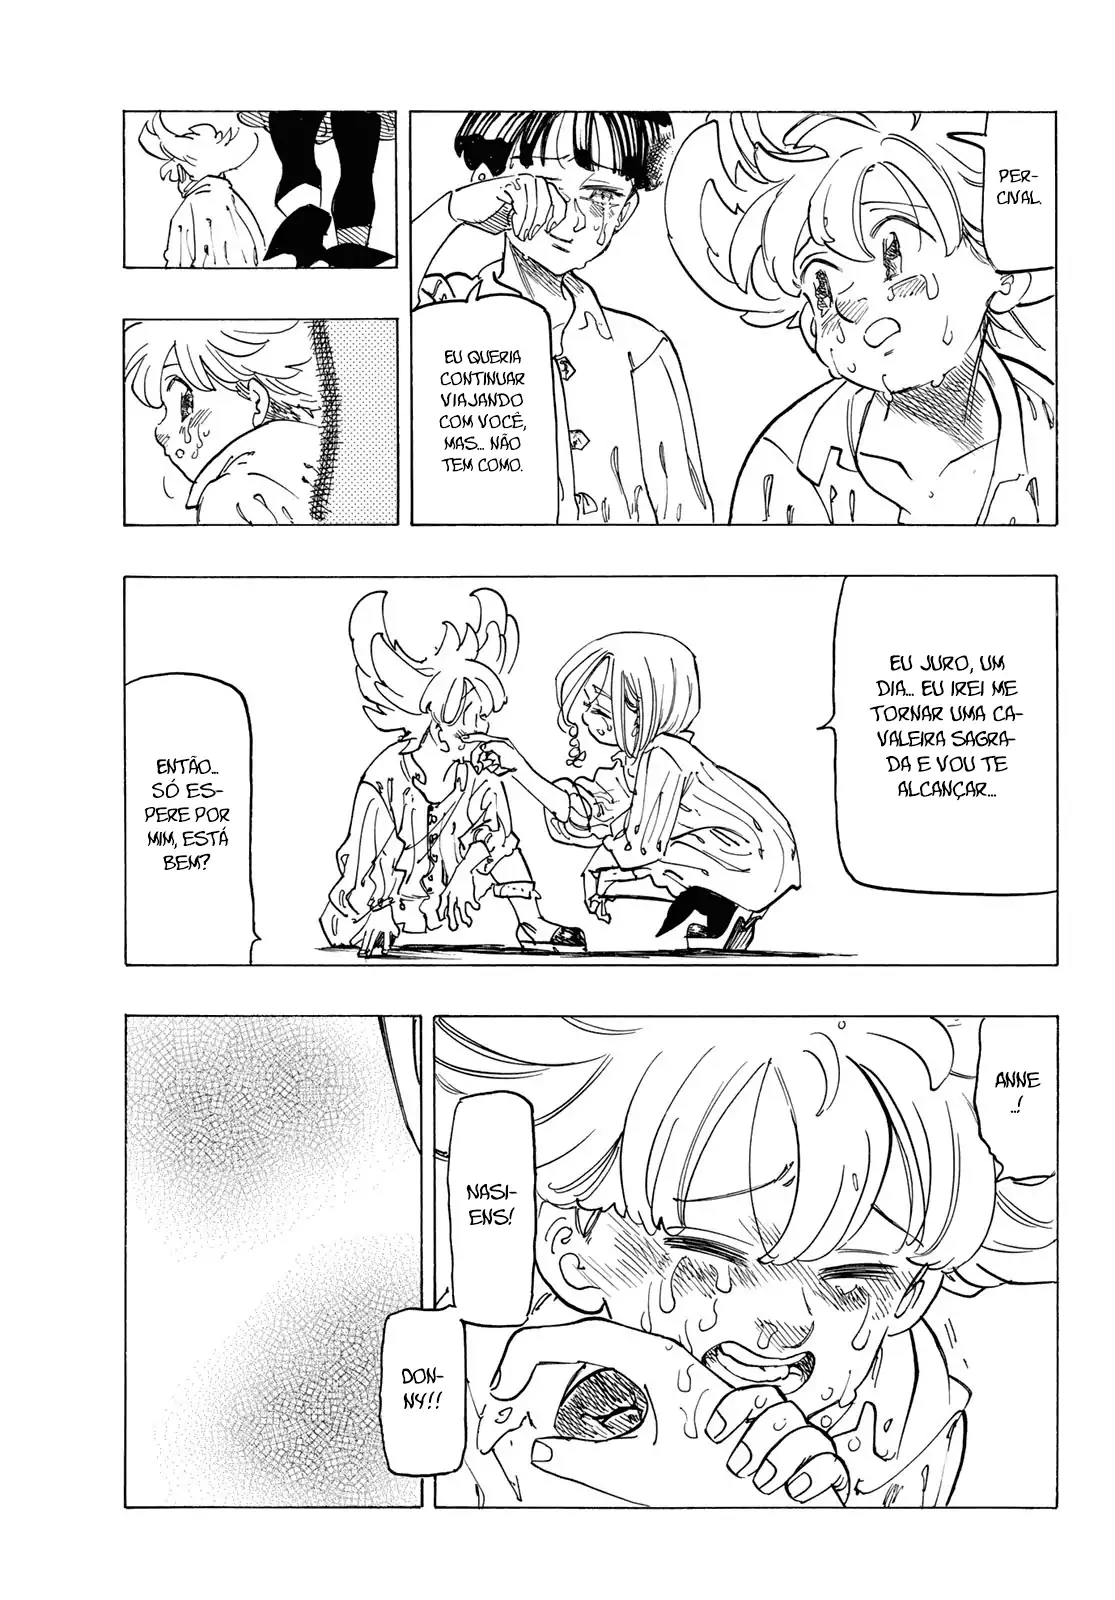 PER-
CIVAL.
EU QUERIA
CONTINUAR
VIAJANDO
COM VOCÊ,
MAS... NÃO
TEM COMO.
EU JURO, UM
DIA... EU IREI ME
TORNAR UMA CA-
VALEIRA SAGRA-
DA E VOU TE
ALCANÇAR...
ENTÃO...
SÓ ES-
PERE POR
MIM, ESTÁ
BEM?
ANNE
...!
NASI-
ENS!
DON-
NY!!